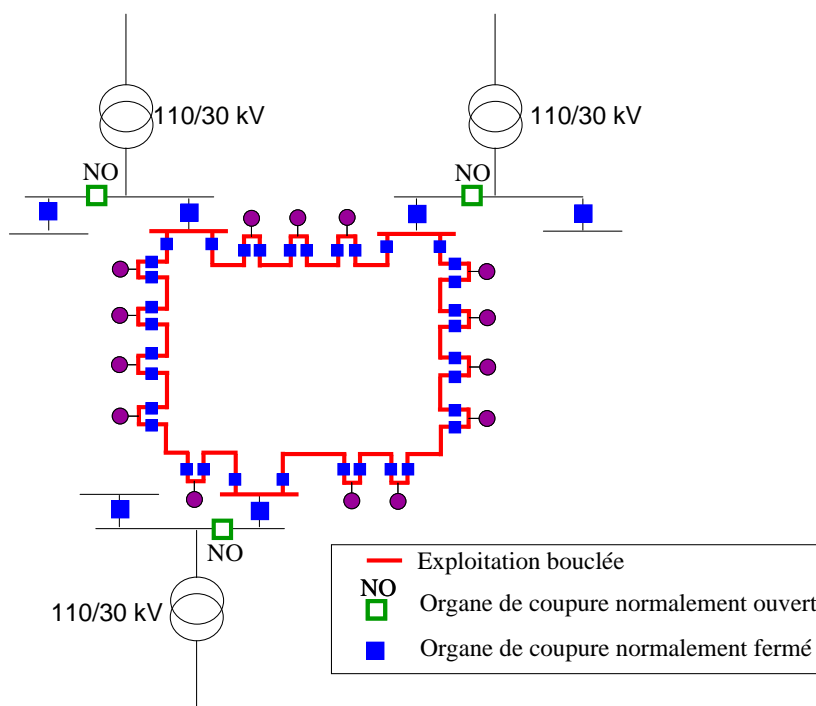 110/30 kV
110/30 kV
NO
NO
NO
110/30 kV
Exploitation bouclée
NO
Organe de coupure normalement ouvert
Organe de coupure normalement fermé